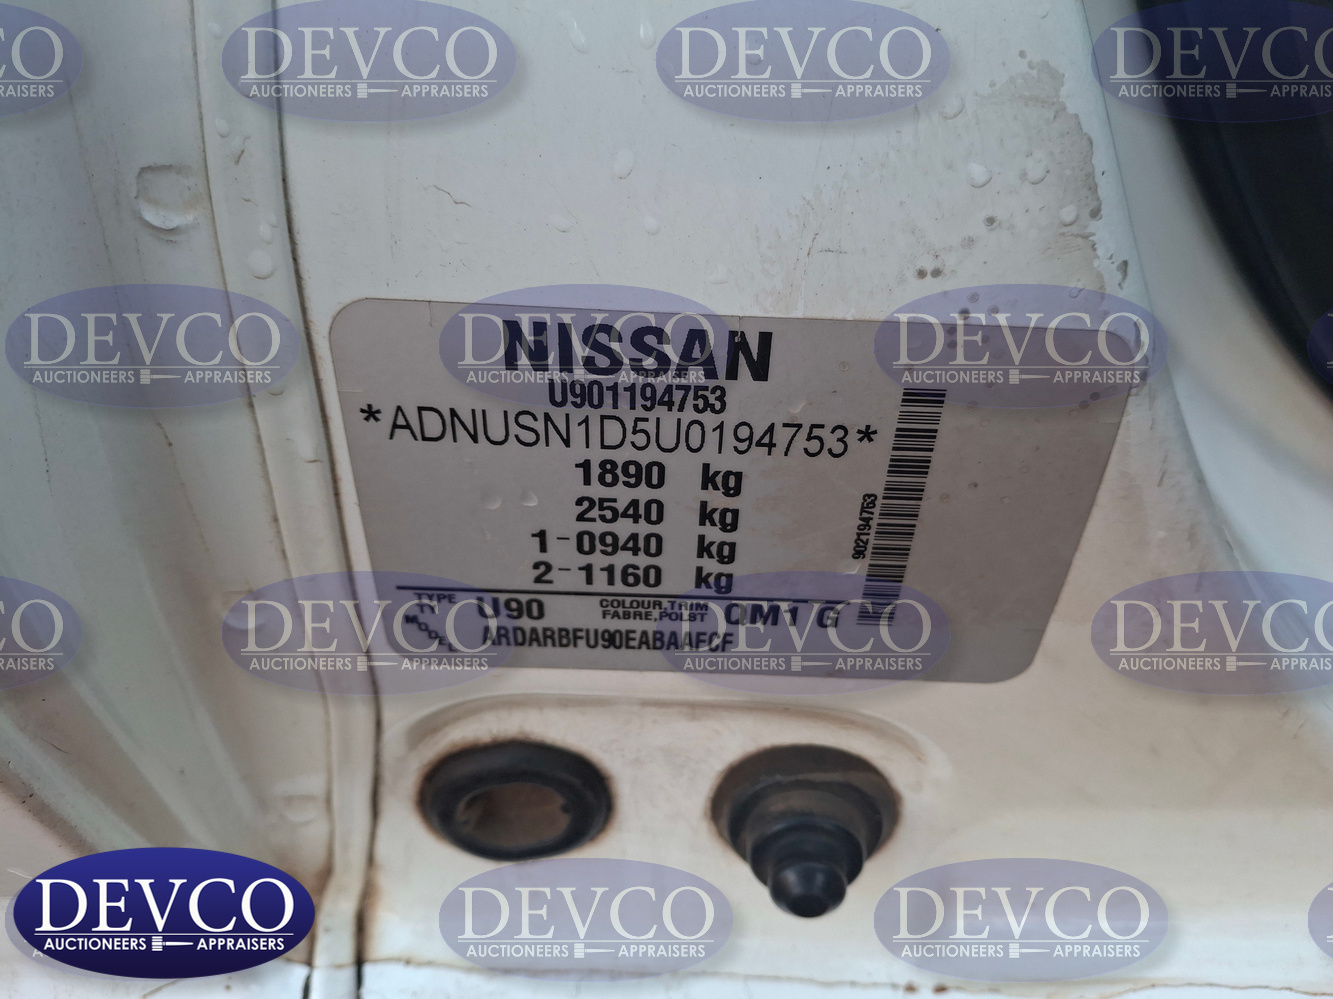 NISSAN
U901194753
*ADNUSN1D5U0194753*
1890 kg
2540 kg
1-0940 kg
2-1160 kg
TYPE
U90
COLOUR,TRIM
FABRE,POLST
QM1 G
MODEL
ARDARBFU90EABAAFCF
902194753
DEVCO
AUCTIONEERS APPRAISERS